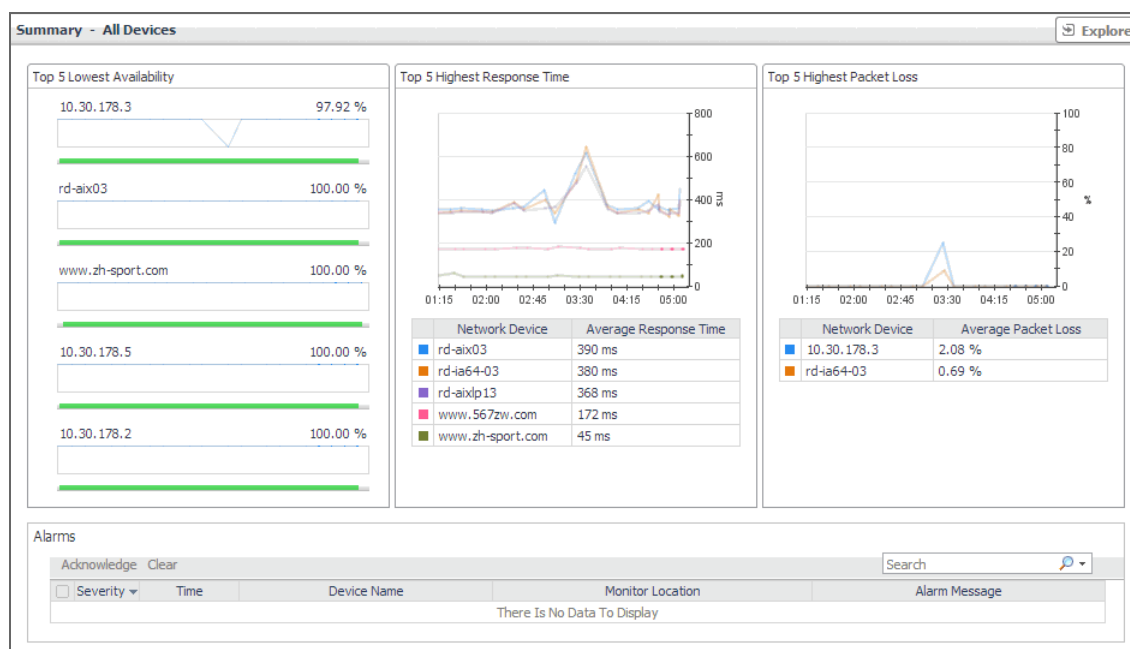 Summary - All Devices
Explore
Top 5 Lowest Availability
10.30.178.3 97.92 %
rd-aix03 100.00 %
www.zh-sport.com 100.00 %
10.30.178.5 100.00 %
10.30.178.2 100.00 %
Top 5 Highest Response Time
800
600
400
200
0
ms
01:15 02:00 02:45 03:30 04:15 05:00
Network Device Average Response Time
rd-aix03 390 ms
rd-ia64-03 380 ms
rd-aixlp13 368 ms
www.567zw.com 172 ms
www.zh-sport.com 45 ms
Top 5 Highest Packet Loss
100
80
60
40
20
0
%
01:15 02:00 02:45 03:30 04:15 05:00
Network Device Average Packet Loss
10.30.178.3 2.08 %
rd-ia64-03 0.69 %
Alarms
Acknowledge Clear
Search
Severity Time Device Name Monitor Location Alarm Message
There Is No Data To Display